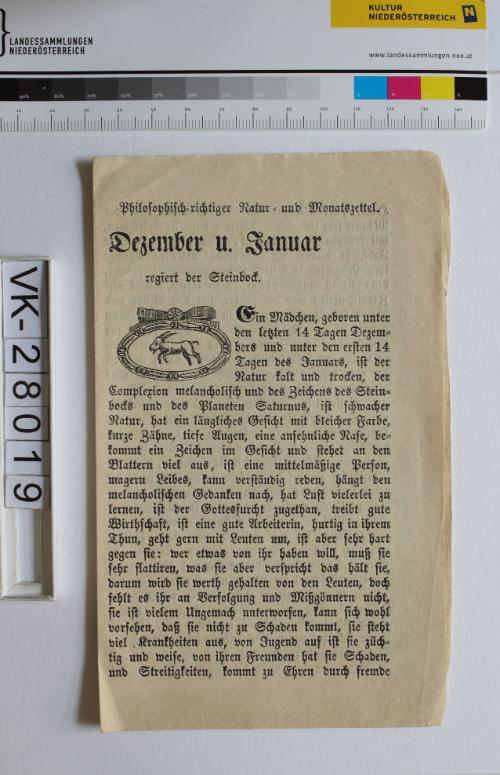 LANDESSAMMLUNGEN
NIEDERÖSTERREICH
KULTUR
NIEDERÖSTERREICH
N
www.landessammlungen-noe.at
VK-28019
Philosophisch-richtiger Natur- und Monatszettel.
Dezember u. Januar
regiert der Steinbock.
Ein Mädchen, geboren unter
den letzten 14 Tagen Dezem-
bers und unter den ersten 14
Tagen des Januars, ist der
Natur kalt und trocken, der
Complexion melancholisch und des Zeichens des Stein-
bocks und des Planeten Saturnus, ist schwacher
Natur, hat ein längliches Gesicht mit bleicher Farbe,
kurze Zähne, tiefe Augen, eine ansehnliche Nase, be-
kommt ein Zeichen im Gesicht und stehet an den
Blattern viel aus, ist eine mittelmäßige Person,
magern Leibes, kann verständig reden, hängt den
melancholischen Gedanken nach, hat Lust vielerlei zu
lernen, ist der Gottesfurcht zugethan, treibt gute
Wirthschaft, ist eine gute Arbeiterin, hurtig in ihrem
Thun, geht gern mit Leuten um, ist aber sehr hart
gegen sie: wer etwas von ihr haben will, muß sie
sehr flattiren, was sie aber verspricht das hält sie,
darum wird sie werth gehalten von den Leuten, doch
fehlt es ihr an Verfolgung und Mißgönnern nicht,
sie ist vielem Ungemach unterworfen, kann sich wohl
vorsehen, daß sie nicht zu Schaden kommt, sie steht
viel Krankheiten aus, von Jugend auf ist sie züch-
tig und weise, von ihren Freunden hat sie Schaden,
und Streitigkeiten, kommt zu Ehren durch fremde